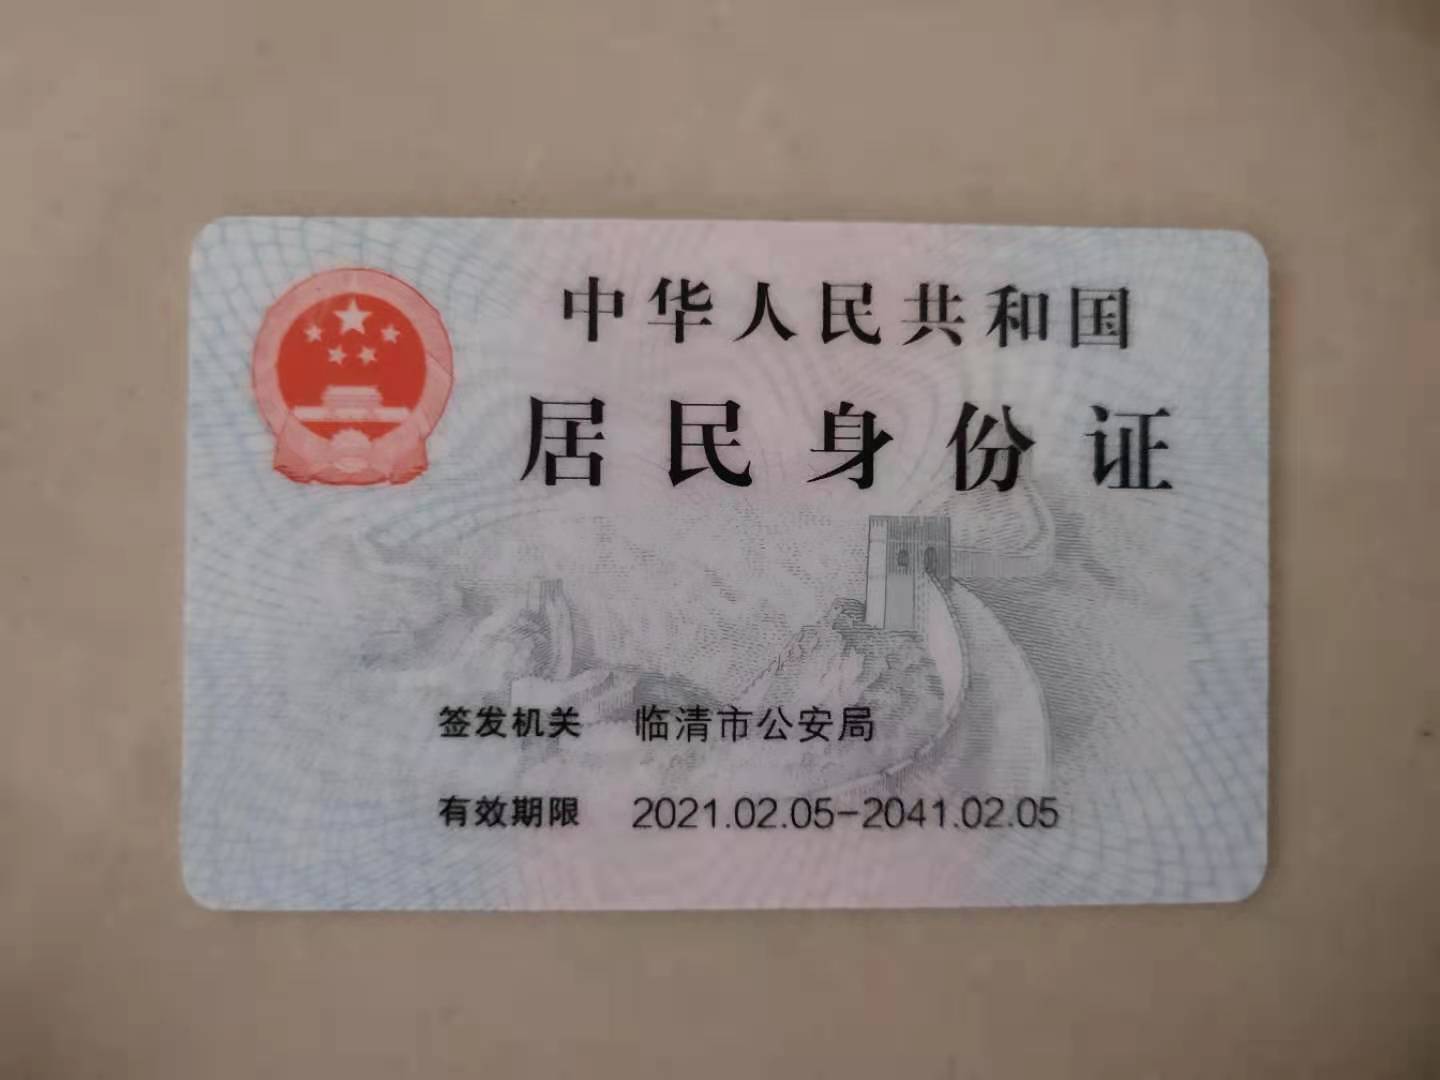 中华人民共和国
居民身份证
签发机关 临清市公安局
有效期限 2021.02.05-2041.02.05